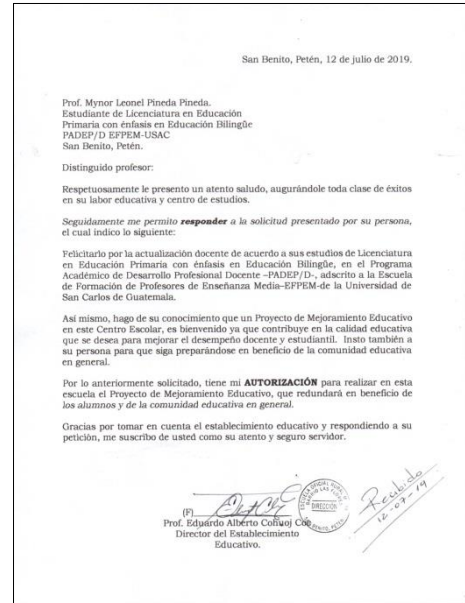 San Benito, Petén, 12 de julio de 2019.
Prof. Mynor Leonel Pineda Pineda.
Estudiante de Licenciatura en Educación
Primaria con énfasis en Educación Bilingüe
PADEP/D EFPEM-USAC
San Benito, Petén.
Distinguido profesor:
Respetuosamente le presento un atento saludo, augurándole toda clase de éxitos
en su labor educativa y centro de estudios.
Seguidamente me permito responder a la solicitud presentado por su persona,
el cual indico lo siguiente:
Felicitarlo por la actualización docente de acuerdo a sus estudios de Licenciatura
en Educación Primaria con énfasis en Educación Bilingüe, en el Programa
Académico de Desarrollo Profesional Docente –PADEP/D-, adscrito a la Escuela
de Formación de Profesores de Enseñanza Media–EFPEM-de la Universidad de
San Carlos de Guatemala.
Así mismo, hago de su conocimiento que un Proyecto de Mejoramiento Educativo
en este Centro Escolar, es bienvenido ya que contribuye en la calidad educativa
que se desea para mejorar el desempeño docente y estudiantil. Insto también a
su persona para que siga preparándose en beneficio de la comunidad educativa
en general.
Por lo anteriormente solicitado, tiene mi AUTORIZACIÓN para realizar en esta
escuela el Proyecto de Mejoramiento Educativo, que redundará en beneficio de
los alumnos y de la comunidad educativa en general.
Gracias por tomar en cuenta el establecimiento educativo y respondiendo a su
petición, me suscribo de usted como su atento y seguro servidor.
(F)
Prof. Eduardo Alberto
Director del Establecimiento
Educativo.
DIRECCIÓN
Recibido
12-07-19